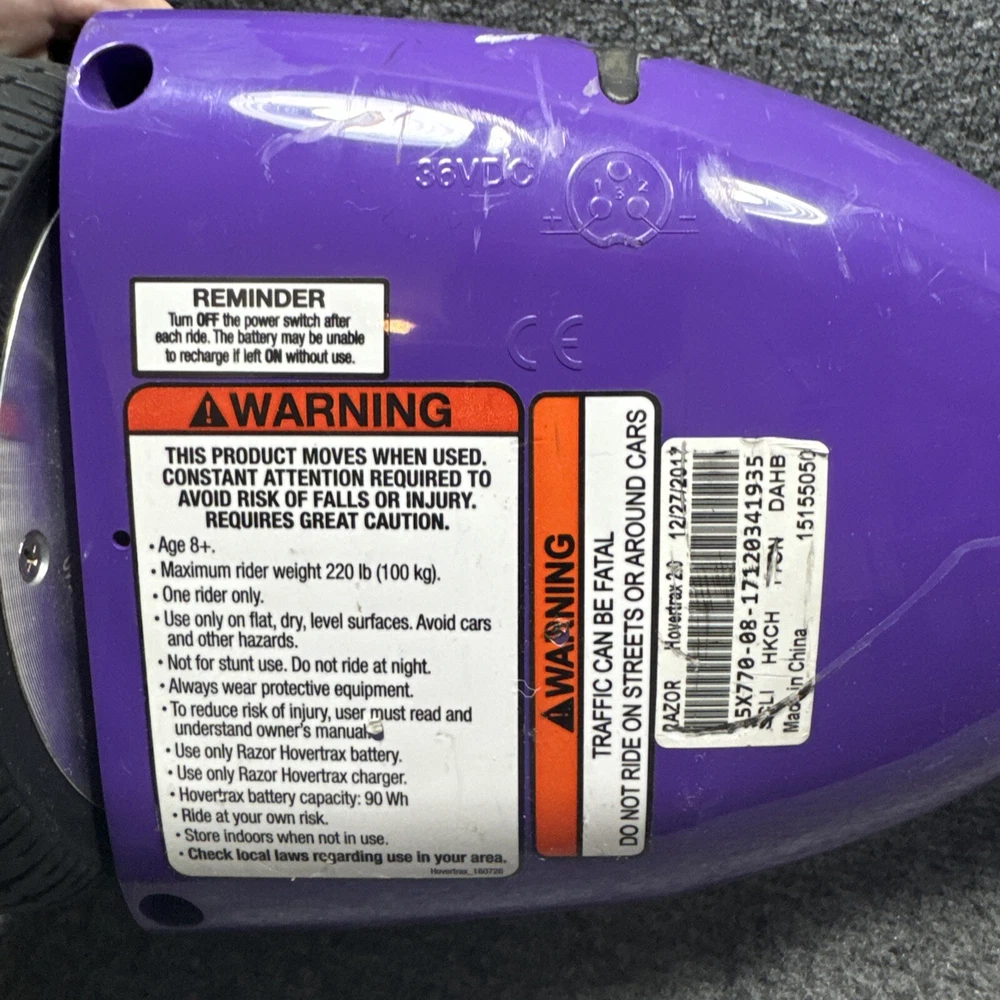 36VDC
1 2
3
+ −
CE
REMINDER
Turn OFF the power switch after
each ride. The battery may be unable
to recharge if left ON without use.
WARNING
THIS PRODUCT MOVES WHEN USED.
CONSTANT ATTENTION REQUIRED TO
AVOID RISK OF FALLS OR INJURY.
REQUIRES GREAT CAUTION.
• Age 8+.
• Maximum rider weight 220 lb (100 kg).
• One rider only.
• Use only on flat, dry, level surfaces. Avoid cars
and other hazards.
• Not for stunt use. Do not ride at night.
• Always wear protective equipment.
• To reduce risk of injury, user must read and
understand owner's manual.
• Use only Razor Hovertrax battery.
• Use only Razor Hovertrax charger.
• Hovertrax battery capacity: 90 Wh
• Ride at your own risk.
• Store indoors when not in use.
• Check local laws regarding use in your area.
Hovertrax_160726
WARNING
TRAFFIC CAN BE FATAL
DO NOT RIDE ON STREETS OR AROUND CARS
RAZOR Hovertrax 2.0 12/27/2017
5X770-08-17120341935
HKCH DAHB
Made in China 15155050